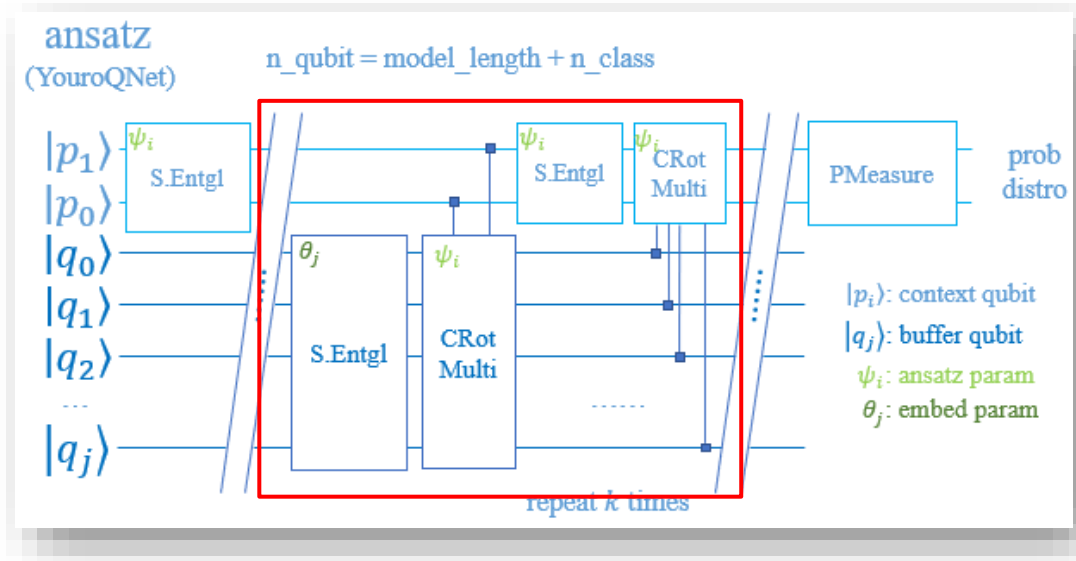 ansatz
(YouroQNet)
n_qubit = model_length + n_class
|p₁⟩
|p₀⟩
|q₀⟩
|q₁⟩
|q₂⟩
...
|qⱼ⟩
ψᵢ
S.Entgl
θⱼ
S.Entgl
ψᵢ
CRot
Multi
ψᵢ
S.Entgl
ψᵢ
CRot
Multi
......
PMeasure
prob
distro
|pᵢ⟩: context qubit
|qⱼ⟩: buffer qubit
ψᵢ: ansatz param
θⱼ: embed param
repeat k times